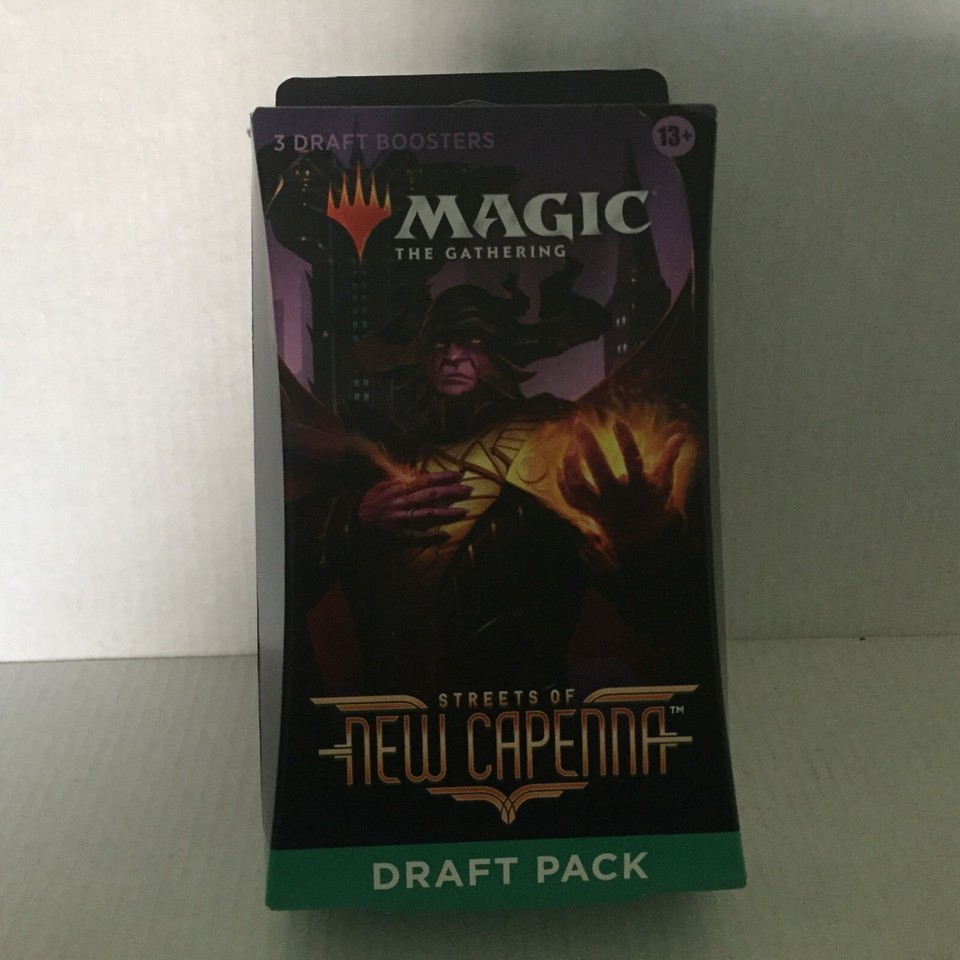 3 DRAFT BOOSTERS
13+
MAGIC
THE GATHERING
STREETS OF
NEW CAPENNA™
DRAFT PACK